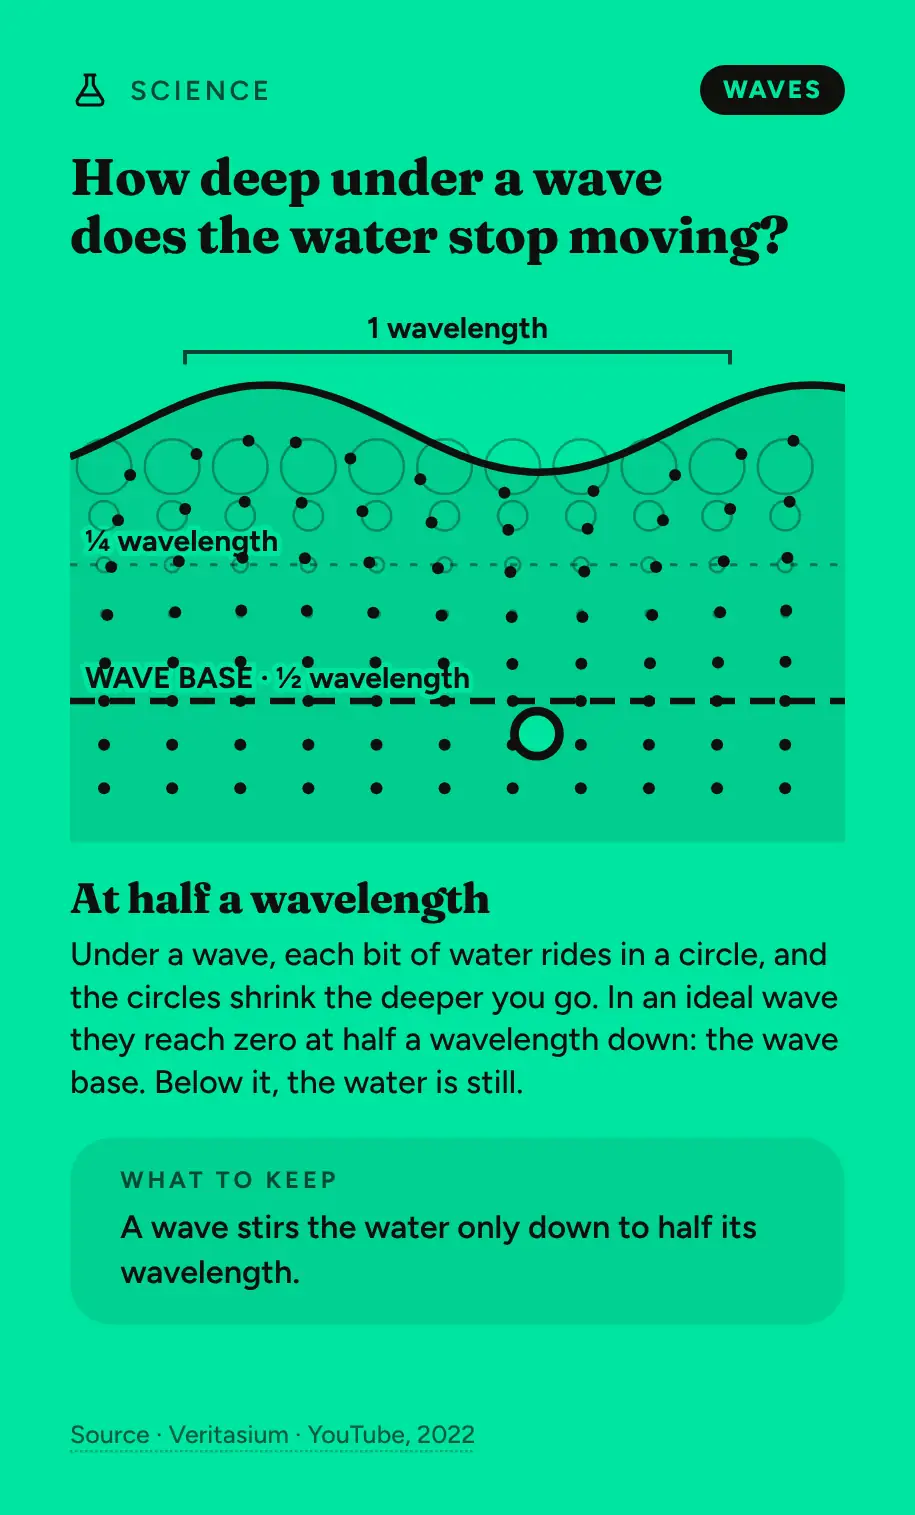 SCIENCE
WAVES
How deep under a wave
does the water stop moving?
1 wavelength
¼ wavelength
WAVE BASE · ½ wavelength
At half a wavelength
Under a wave, each bit of water rides in a circle, and
the circles shrink the deeper you go. In an ideal wave
they reach zero at half a wavelength down: the wave
base. Below it, the water is still.
WHAT TO KEEP
A wave stirs the water only down to half its
wavelength.
Source · Veritasium · YouTube, 2022